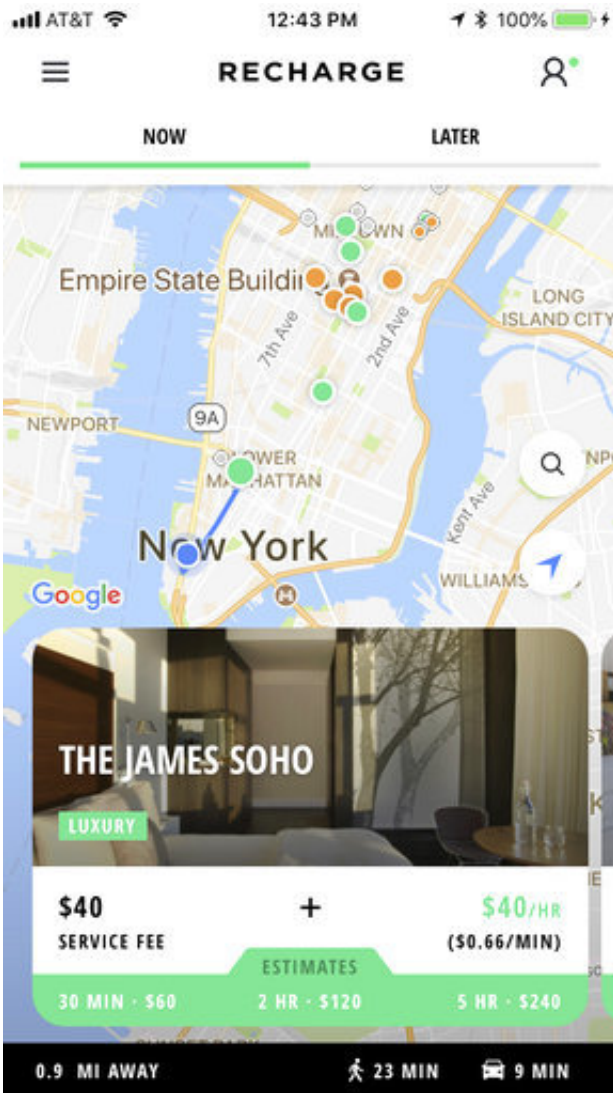 AT&T 12:43 PM 100%
RECHARGE
NOW LATER
Empire State Buildi
LONG
ISLAND CITY
7th Ave
2nd Ave
NEWPORT
9A
MANHATTAN
Kent Ave
New York
Google
WILLIAMS
THE JAMES SOHO
LUXURY
$40 + $40/HR
SERVICE FEE ($0.66/MIN)
ESTIMATES
30 MIN · $60 2 HR · $120 5 HR · $240
0.9 MI AWAY 23 MIN 9 MIN